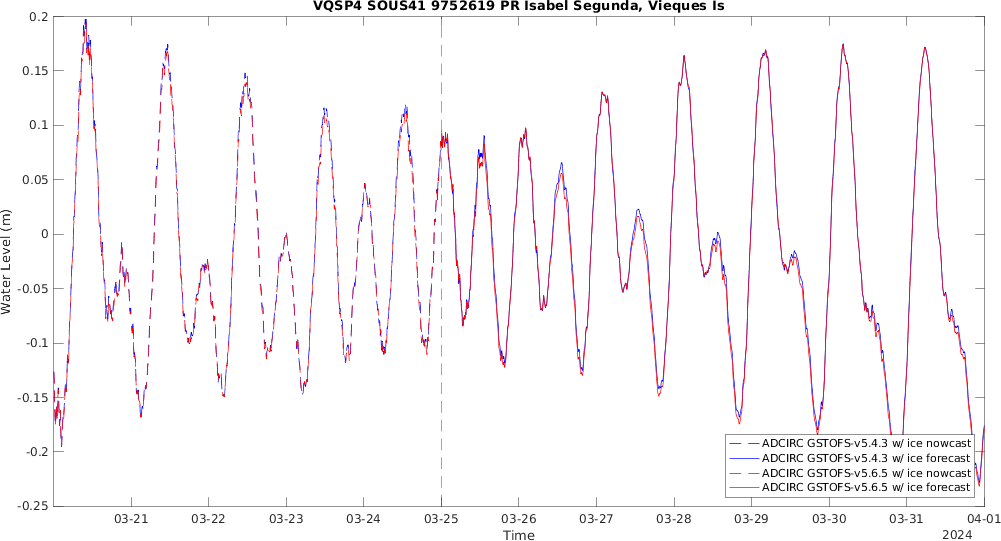 VQSP4 SOUS41 9752619 PR Isabel Segunda, Vieques Is
0.2
0.15
0.1
0.05
0
-0.05
-0.1
-0.15
-0.2
-0.25
Water Level (m)
ADCIRC GSTOFS-v5.4.3 w/ ice nowcast
ADCIRC GSTOFS-v5.4.3 w/ ice forecast
ADCIRC GSTOFS-v5.6.5 w/ ice nowcast
ADCIRC GSTOFS-v5.6.5 w/ ice forecast
03-21 03-22 03-23 03-24 03-25 03-26 03-27 03-28 03-29 03-30 03-31 04-01
Time
2024